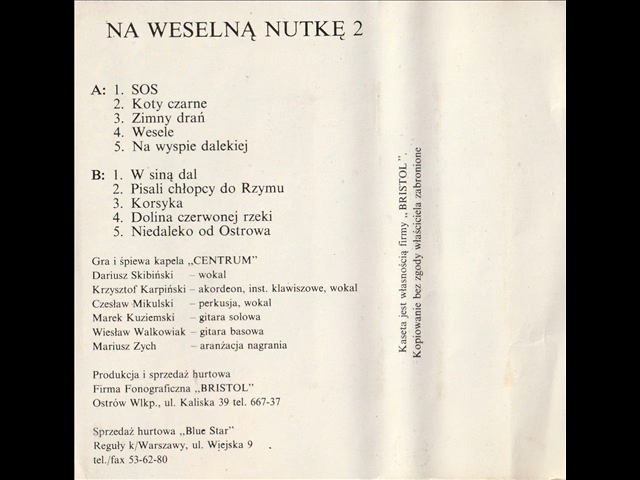 NA WESELNĄ NUTKĘ 2
A: 1. SOS
2. Koty czarne
3. Zimny drań
4. Wesele
5. Na wyspie dalekiej
B: 1. W siną dal
2. Pisali chłopcy do Rzymu
3. Korsyka
4. Dolina czerwonej rzeki
5. Niedaleko od Ostrowa
Gra i śpiewa kapela „CENTRUM”
Dariusz Skibiński – wokal
Krzysztof Karpiński – akordeon, inst. klawiszowe, wokal
Czesław Mikulski – perkusja, wokal
Marek Kuziemski – gitara solowa
Wiesław Walkowiak – gitara basowa
Mariusz Zych – aranżacja nagrania
Produkcja i sprzedaż hurtowa
Firma Fonograficzna „BRISTOL”
Ostrów Wlkp., ul. Kaliska 39 tel. 667-37
Sprzedaż hurtowa „Blue Star”
Reguły k/Warszawy, ul. Wiejska 9
tel./fax 53-62-80
Kaseta jest własnością firmy „BRISTOL”.
Kopiowanie bez zgody właściciela zabronione